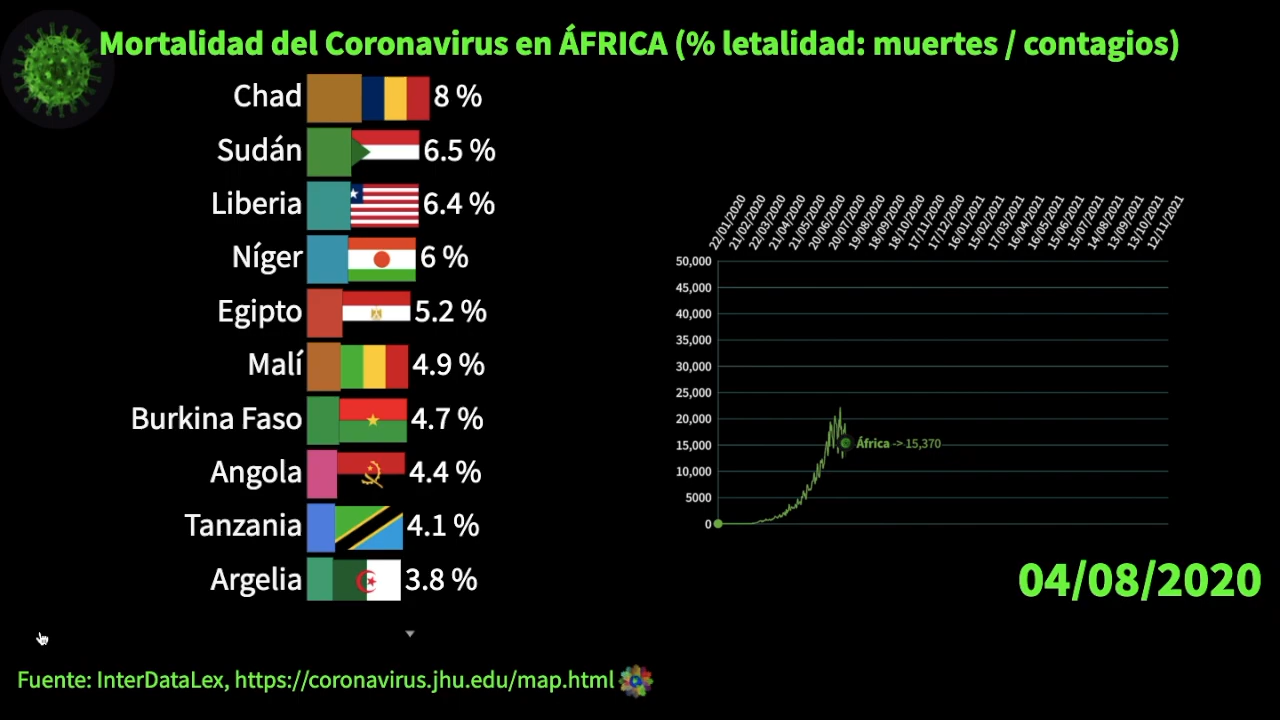 Mortalidad del Coronavirus en ÁFRICA (% letalidad: muertes / contagios)
Chad 8 %
Sudán 6.5 %
Liberia 6.4 %
Níger 6 %
Egipto 5.2 %
Malí 4.9 %
Burkina Faso 4.7 %
Angola 4.4 %
Tanzania 4.1 %
Argelia 3.8 %
22/01/2020
21/02/2020
22/03/2020
21/04/2020
21/05/2020
20/06/2020
20/07/2020
19/08/2020
18/09/2020
18/10/2020
17/11/2020
17/12/2020
16/01/2021
15/02/2021
17/03/2021
16/04/2021
16/05/2021
15/06/2021
15/07/2021
14/08/2021
13/09/2021
13/10/2021
12/11/2021
50,000
45,000
40,000
35,000
30,000
25,000
20,000
15,000
África -> 15,370
10,000
5000
0
04/08/2020
Fuente: InterDataLex, https://coronavirus.jhu.edu/map.html